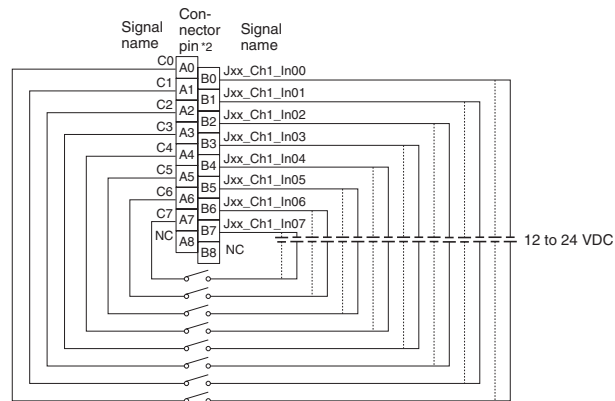 Signal name
Con-
nector
pin *2
Signal name
C0 A0 B0 Jxx_Ch1_In00
C1 A1 B1 Jxx_Ch1_In01
C2 A2 B2 Jxx_Ch1_In02
C3 A3 B3 Jxx_Ch1_In03
C4 A4 B4 Jxx_Ch1_In04
C5 A5 B5 Jxx_Ch1_In05
C6 A6 B6 Jxx_Ch1_In06
C7 A7 B7 Jxx_Ch1_In07
NC A8 B8 NC
12 to 24 VDC